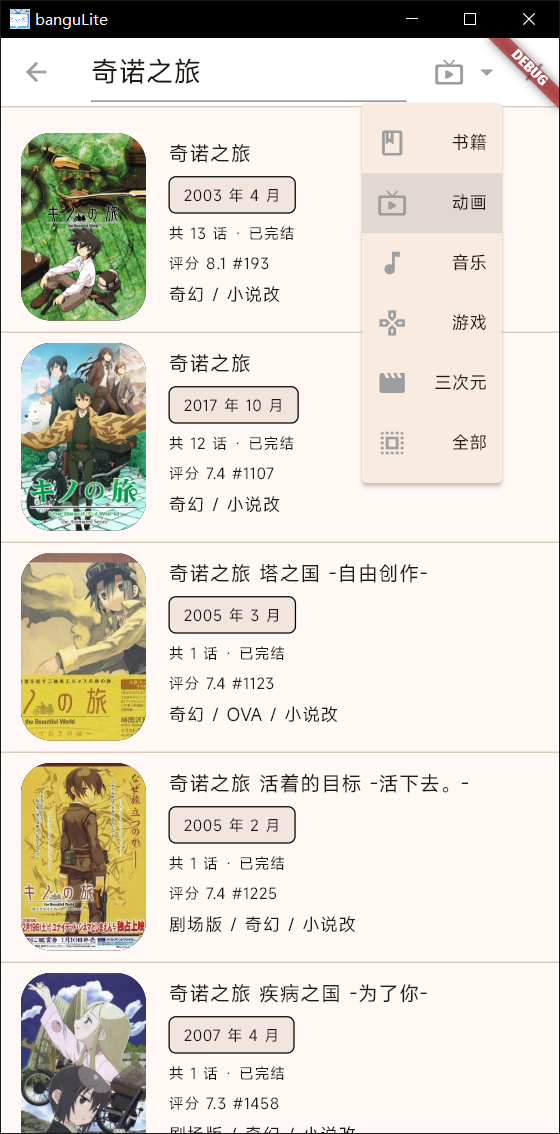 banguLite
奇诺之旅
DEBUG
书籍
动画
音乐
游戏
三次元
全部
キノの旅
the Beautiful World
奇诺之旅
2003 年 4 月
共 13 话 · 已完结
评分 8.1 #193
奇幻 / 小说改
キノの旅
the Beautiful World
the Animated Series
奇诺之旅
2017 年 10 月
共 12 话 · 已完结
评分 7.4 #1107
奇幻 / 小说改
ノの旅
the Beautiful World
奇诺之旅 塔之国 -自由创作-
2005 年 3 月
共 1 话 · 已完结
评分 7.4 #1123
奇幻 / OVA / 小说改
なぜ旅立つのか
キノの旅
奇诺之旅 活着的目标 -活下去。-
2005 年 2 月
共 1 话 · 已完结
评分 7.4 #1225
剧场版 / 奇幻 / 小说改
奇诺之旅 疾病之国 -为了你-
2007 年 4 月
共 1 话 · 已完结
评分 7.3 #1458
剧场版 / 奇幻 / 小说改